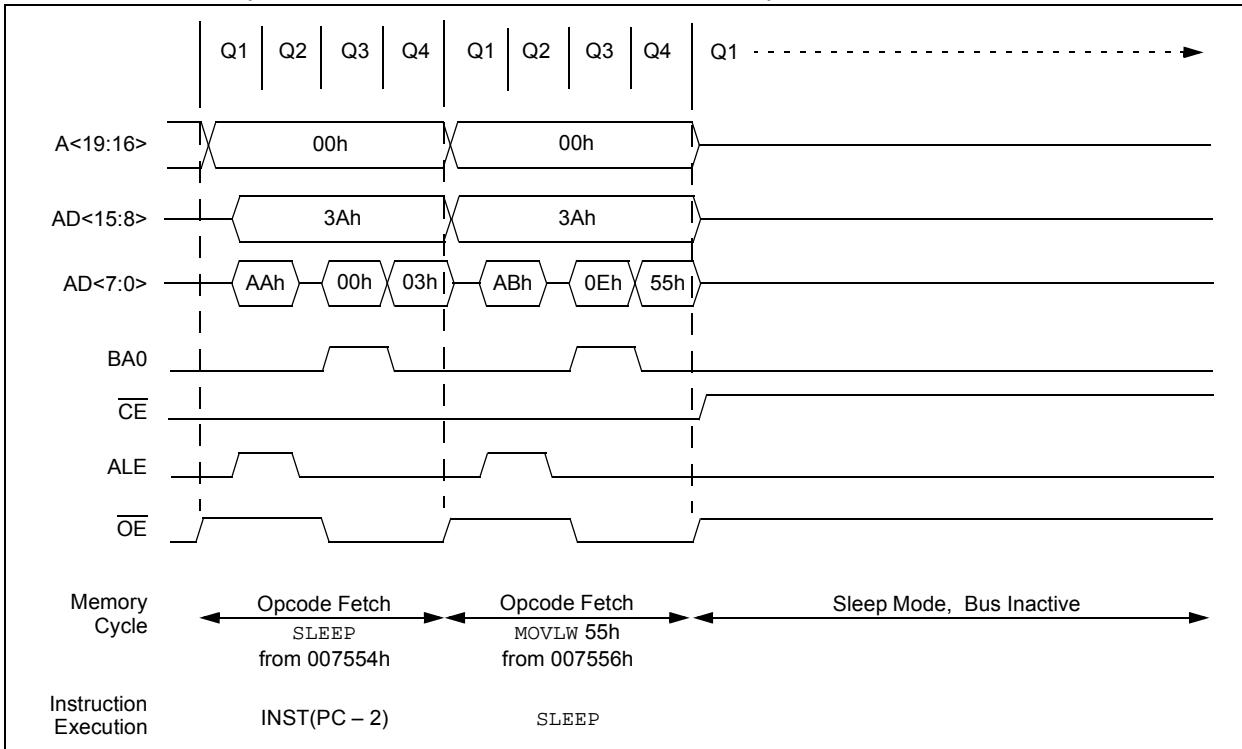 Q1 Q2 Q3 Q4 Q1 Q2 Q3 Q4 Q1
A<19:16> 00h 00h
AD<15:8> 3Ah 3Ah
AD<7:0> AAh 00h 03h ABh 0Eh 55h
BA0
CE
ALE
OE
Memory Cycle
Opcode Fetch
SLEEP
from 007554h
Opcode Fetch
MOVLW 55h
from 007556h
Sleep Mode, Bus Inactive
Instruction
Execution
INST(PC – 2) SLEEP